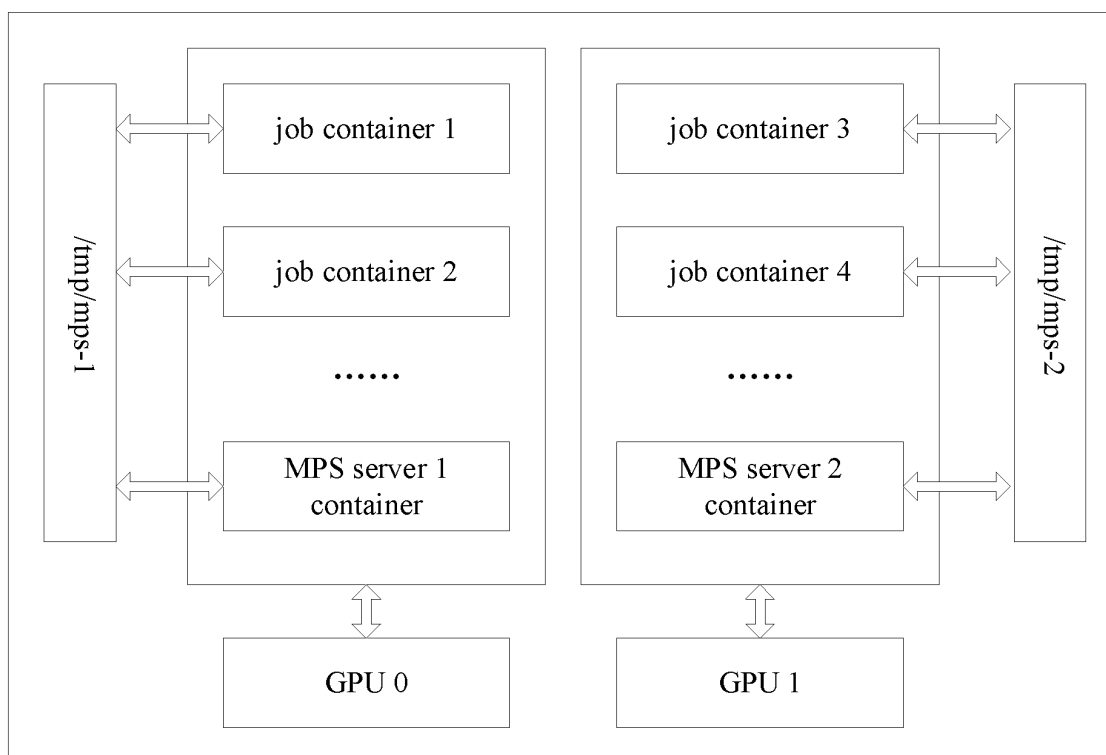 /tmp/mps-1
job container 1
job container 2
......
MPS server 1
container
GPU 0
job container 3
job container 4
......
MPS server 2
container
GPU 1
/tmp/mps-2